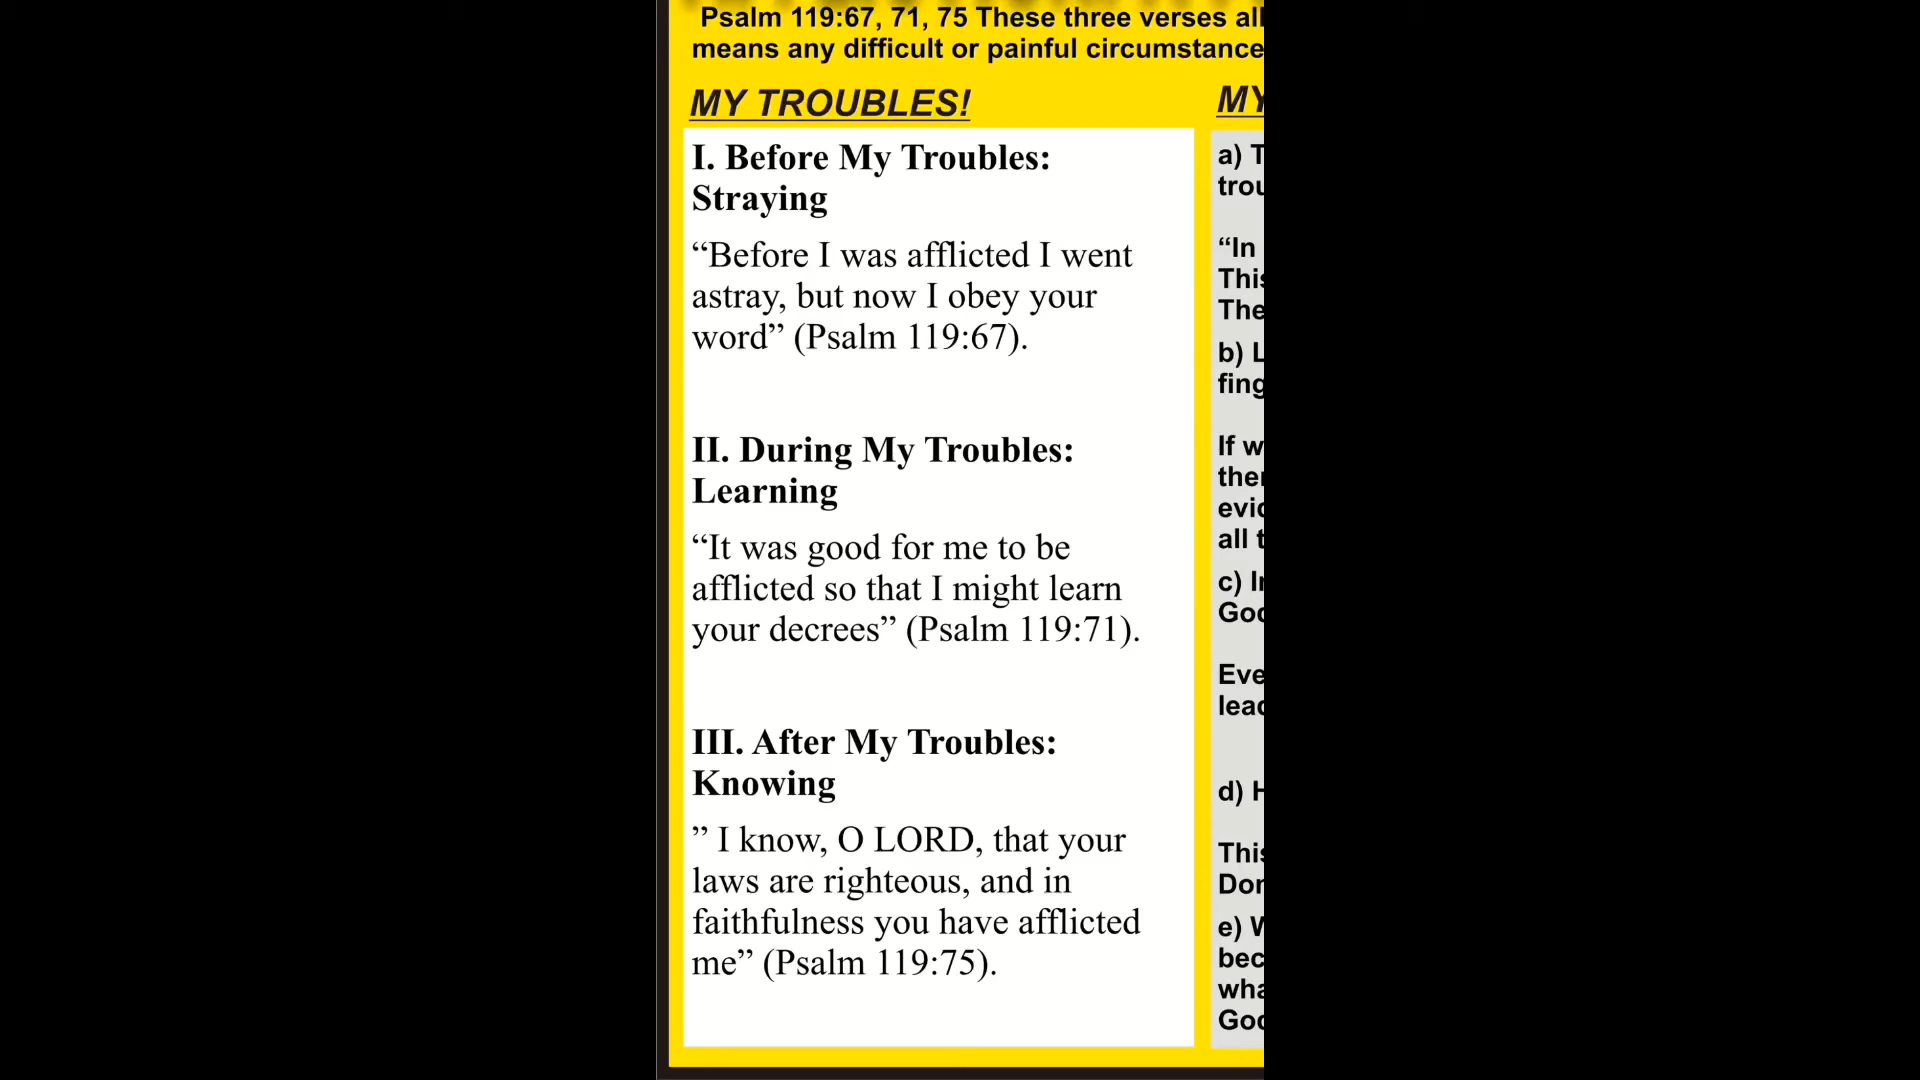 Psalm 119:67, 71, 75 These three verses all
means any difficult or painful circumstance
MY TROUBLES!
I. Before My Troubles:
Straying
“Before I was afflicted I went
astray, but now I obey your
word” (Psalm 119:67).
II. During My Troubles:
Learning
“It was good for me to be
afflicted so that I might learn
your decrees” (Psalm 119:71).
III. After My Troubles:
Knowing
” I know, O LORD, that your
laws are righteous, and in
faithfulness you have afflicted
me” (Psalm 119:75).
MY
a)
“In
This
The
b)
If w
all
c)
d)
e)